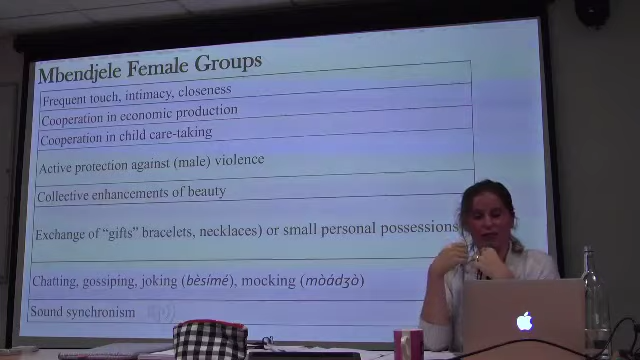 Mbendjele Female Groups
Frequent touch, intimacy, closeness
Cooperation in economic production
Cooperation in child care-taking
Active protection against (male) violence
Collective enhancements of beauty
Exchange of “gifts” bracelets, necklaces) or small personal possessions
Chatting, gossiping, joking (bèsímé), mocking (mòádʒò)
Sound synchronism